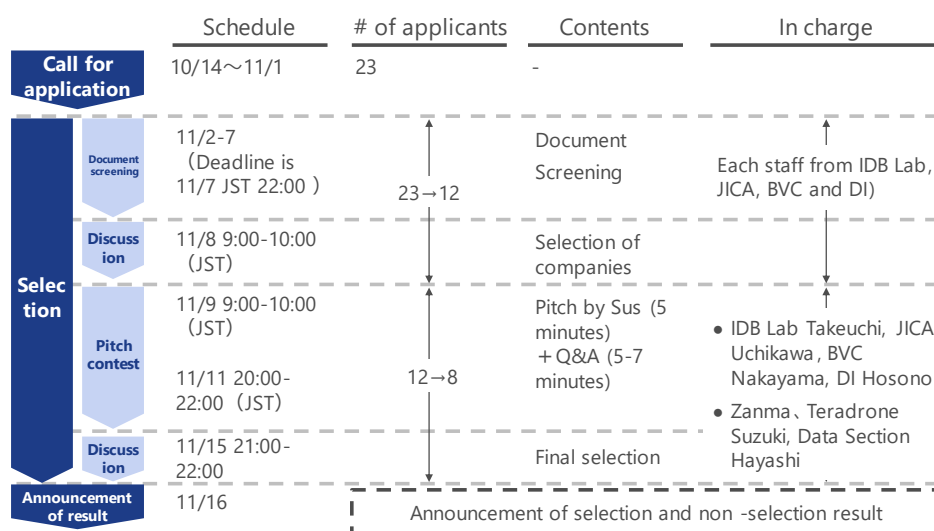 Schedule
# of applicants
Contents
In charge
Call for
application
10/14～11/1
23
-
Selec
tion
Document
screening
11/2-7
（Deadline is
11/7 JST 22:00 ）
23→12
Document
Screening
Each staff from IDB Lab,
JICA, BVC and DI)
Discuss
ion
11/8 9:00-10:00
（JST）
Selection of
companies
Pitch
contest
11/9 9:00-10:00
（JST）
11/11 20:00-
22:00（JST）
12→8
Pitch by Sus (5
minutes)
＋Q&A (5-7
minutes)
● IDB Lab Takeuchi, JICA
Uchikawa, BVC
Nakayama, DI Hosono
● Zanma、Teradrone
Suzuki, Data Section
Hayashi
Discuss
ion
11/15 21:00-
22:00
Final selection
Announcement
of result
11/16
Announcement of selection and non -selection result